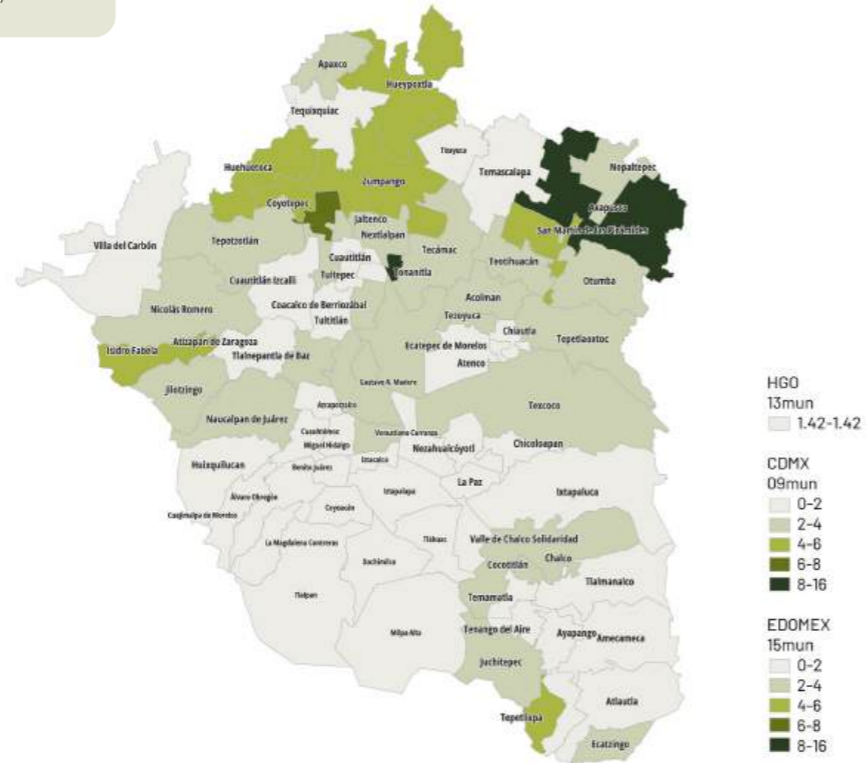 Apaxco
Hueypoxtla
Tequixquiac
Tizayuca
Temascalapa
Nopaltepec
Huehuetoca
Zumpango
Axapusco
Coyotepec
Jaltenco
San Martín de las Pirámides
Nextlalpan
Villa del Carbón
Tepotzotlán
Tecámac
Cuautitlán
Teotihuacán
Tonanitla
Cuautitlán Izcalli
Tultepec
Otumba
Acolman
Nicolás Romero
Coacalco de Berriozábal
Tezoyuca
Tultitlán
Chiautla
Atizapán de Zaragoza
Ecatepec de Morelos
Tepetlaoxtoc
Isidro Fabela
Tlalnepantla de Baz
Atenco
Gustavo A. Madero
Jilotzingo
Texcoco
Azcapotzalco
Naucalpan de Juárez
Cuauhtémoc
Venustiano Carranza
Miguel Hidalgo
Nezahualcóyotl
Chicoloapan
Iztacalco
Huixquilucan
Benito Juárez
La Paz
Iztapalapa
Ixtapaluca
Álvaro Obregón
Coyoacán
Cuajimalpa de Morelos
Tláhuac
Valle de Chalco Solidaridad
La Magdalena Contreras
Chalco
Xochimilco
Cocotitlán
Tlalmanalco
Tlalpan
Temamatla
Tenango del Aire
Milpa Alta
Ayapango
Amecameca
Juchitepec
Atlautla
Tepetlixpa
Ecatzingo
HGO
13mun
1.42-1.42
CDMX
09mun
0-2
2-4
4-6
6-8
8-16
EDOMEX
15mun
0-2
2-4
4-6
6-8
8-16